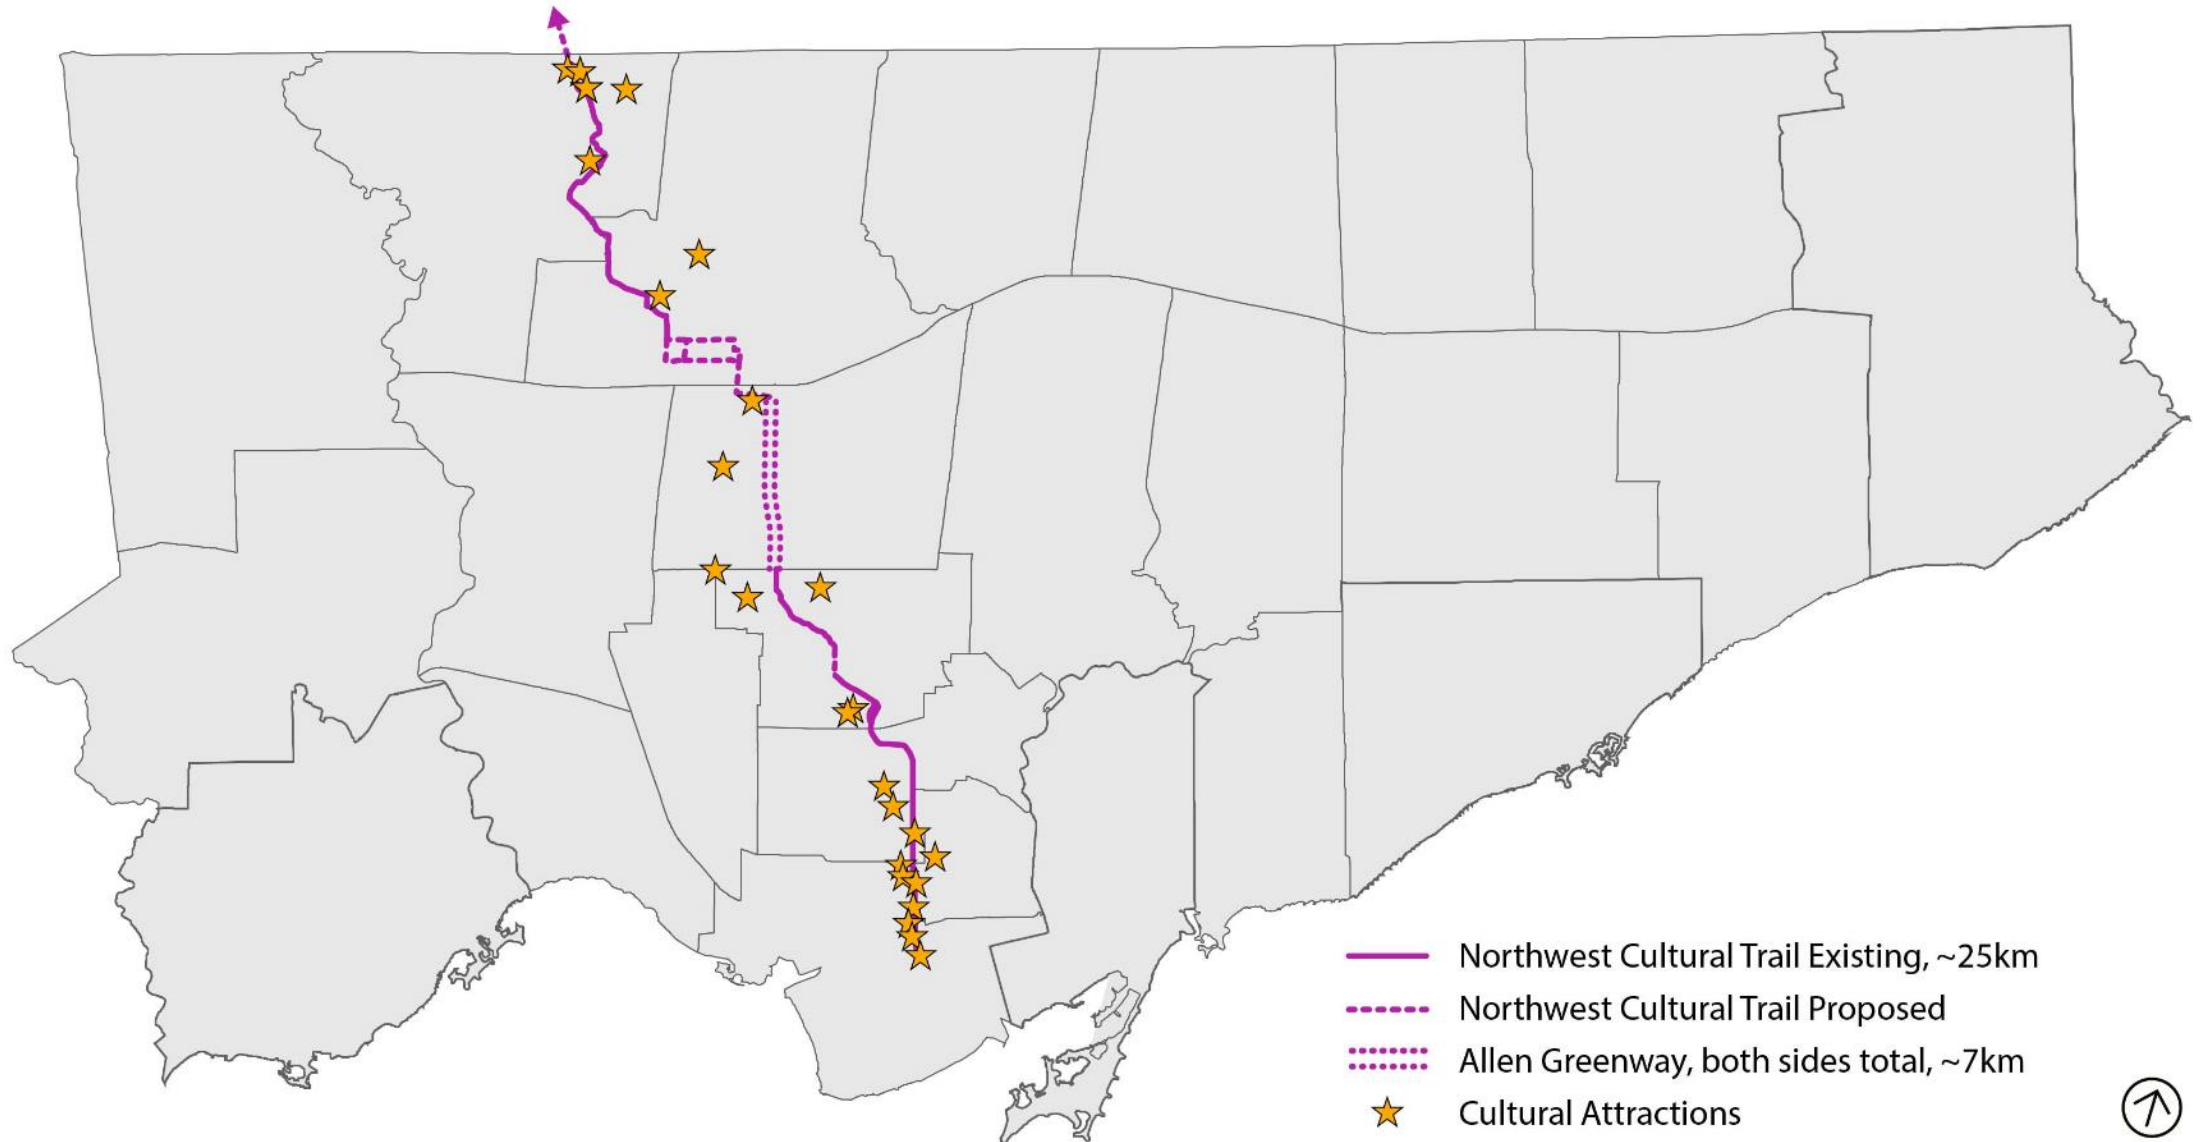 Northwest Cultural Trail Existing, ~25km
Northwest Cultural Trail Proposed
Allen Greenway, both sides total, ~7km
Cultural Attractions